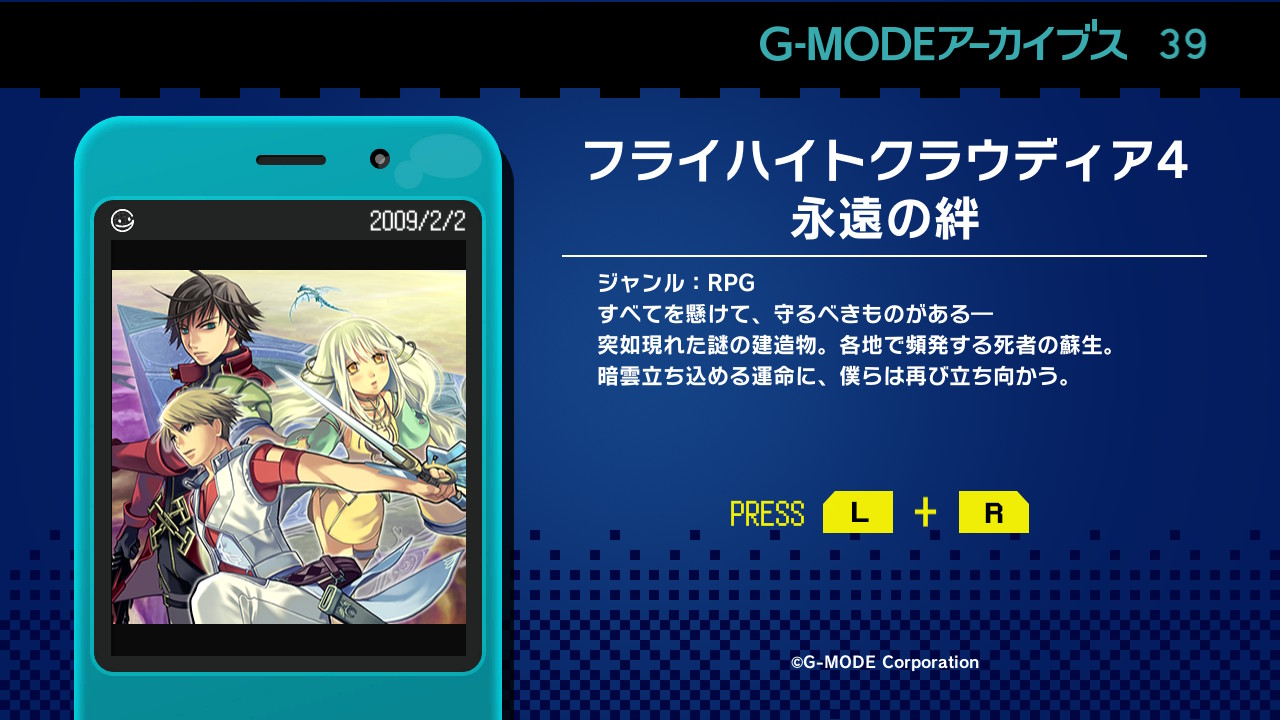 G-MODEアーカイブス 39
2009/2/2
フライハイトクラウディア4
永遠の絆
ジャンル：RPG
すべてを懸けて、守るべきものがある―
突如現れた謎の建造物。各地で頻発する死者の蘇生。
暗雲立ち込める運命に、僕らは再び立ち向かう。
PRESS L + R
©G-MODE Corporation